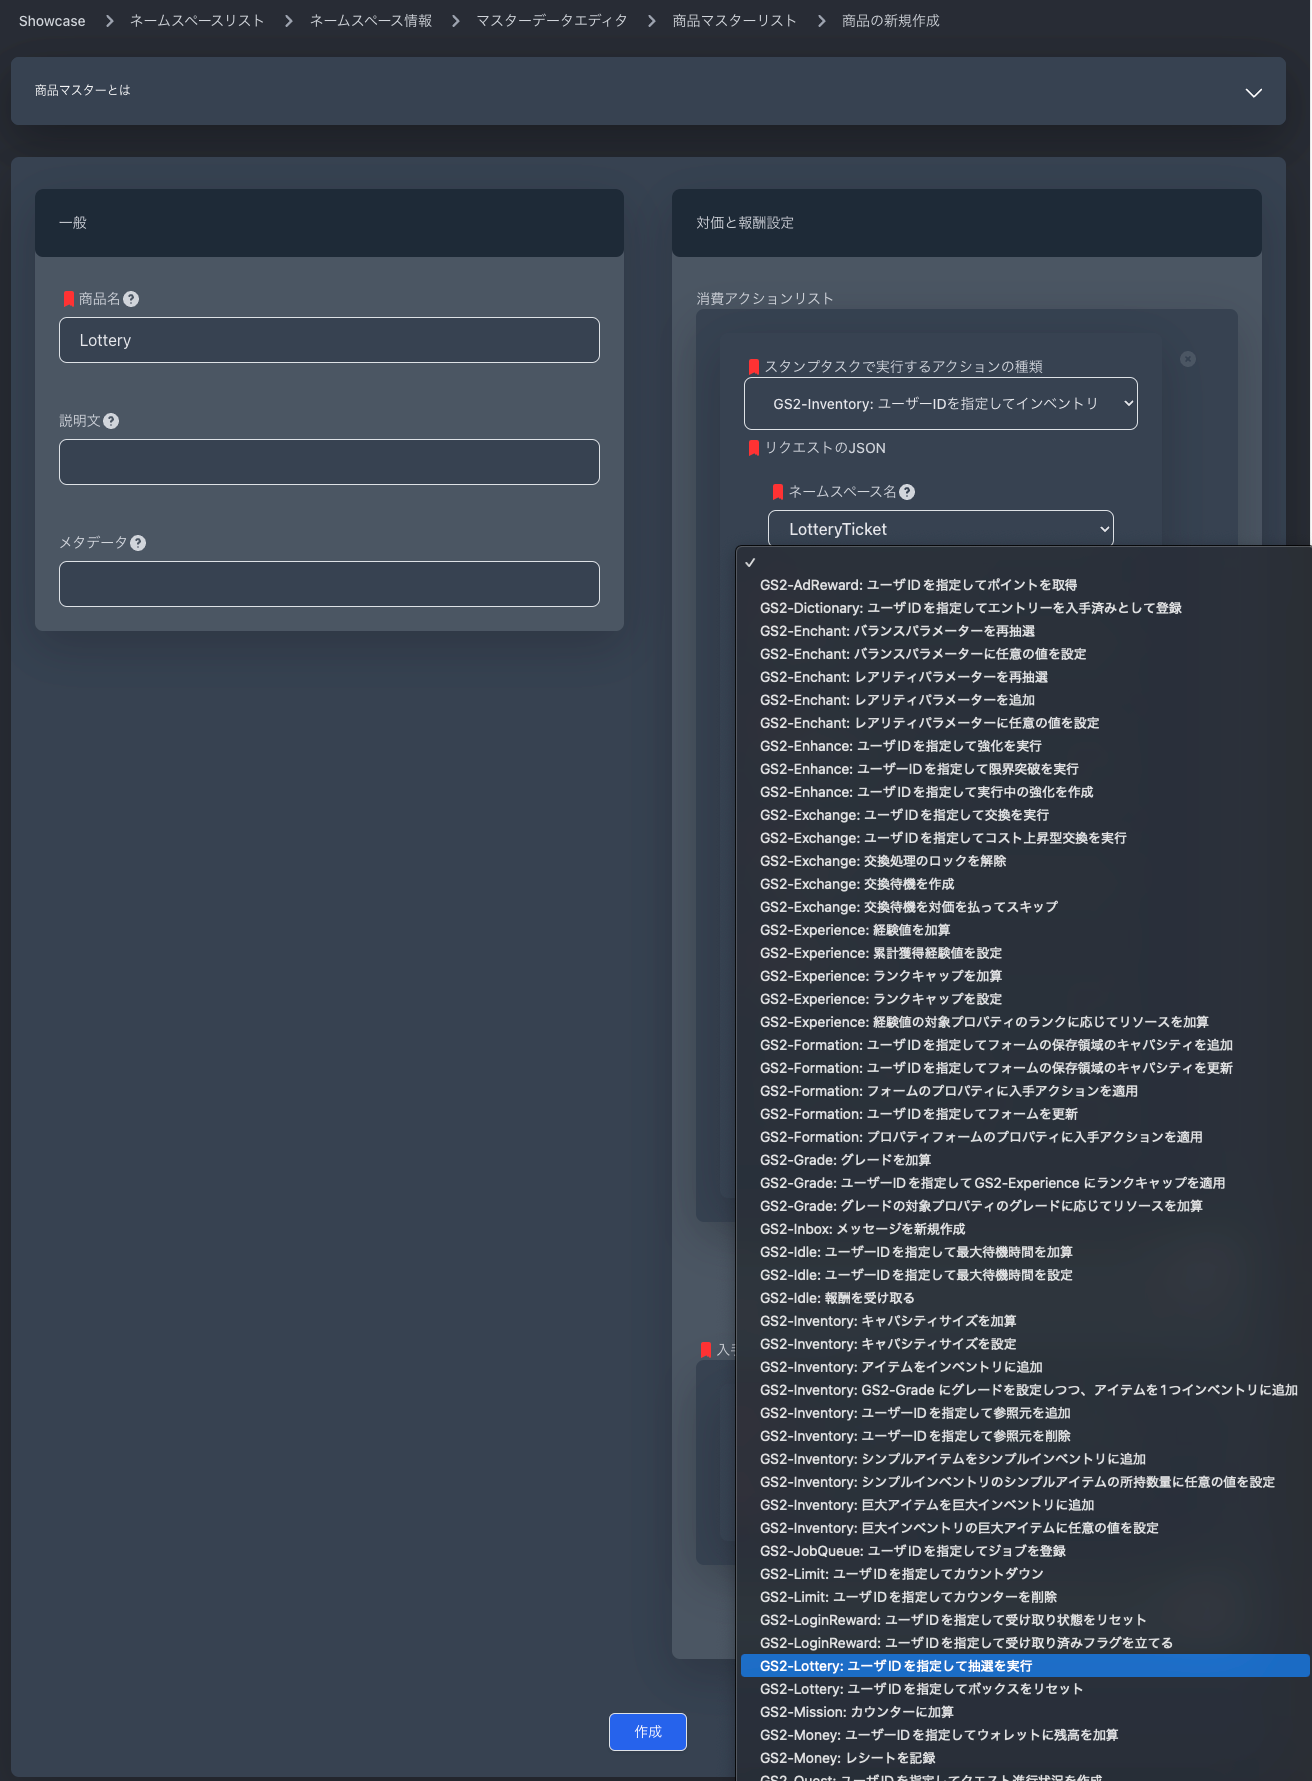 Showcase > ネームスペースリスト > ネームスペース情報 > マスターデータエディタ > 商品マスターリスト > 商品の新規作成
商品マスターとは
一般
商品名
Lottery
説明文
メタデータ
対価と報酬設定
消費アクションリスト
スタンプタスクで実行するアクションの種類
GS2-Inventory: ユーザーIDを指定してインベントリ
リクエストのJSON
ネームスペース名
LotteryTicket
GS2-AdReward: ユーザIDを指定してポイントを取得
GS2-Dictionary: ユーザIDを指定してエントリーを入手済みとして登録
GS2-Enchant: バランスパラメーターを再抽選
GS2-Enchant: バランスパラメーターに任意の値を設定
GS2-Enchant: レアリティパラメーターを再抽選
GS2-Enchant: レアリティパラメーターを追加
GS2-Enchant: レアリティパラメーターに任意の値を設定
GS2-Enhance: ユーザIDを指定して強化を実行
GS2-Enhance: ユーザーIDを指定して限界突破を実行
GS2-Enhance: ユーザIDを指定して実行中の強化を作成
GS2-Exchange: ユーザIDを指定して交換を実行
GS2-Exchange: ユーザIDを指定してコスト上昇型交換を実行
GS2-Exchange: 交換処理のロックを解除
GS2-Exchange: 交換待機を作成
GS2-Exchange: 交換待機を対価を払ってスキップ
GS2-Experience: 経験値を加算
GS2-Experience: 累計獲得経験値を設定
GS2-Experience: ランクキャップを加算
GS2-Experience: ランクキャップを設定
GS2-Experience: 経験値の対象プロパティのランクに応じてリソースを加算
GS2-Formation: ユーザIDを指定してフォームの保存領域のキャパシティを追加
GS2-Formation: ユーザIDを指定してフォームの保存領域のキャパシティを更新
GS2-Formation: フォームのプロパティに入手アクションを適用
GS2-Formation: ユーザIDを指定してフォームを更新
GS2-Formation: プロパティフォームのプロパティに入手アクションを適用
GS2-Grade: グレードを加算
GS2-Grade: ユーザーIDを指定してGS2-Experience にランクキャップを適用
GS2-Grade: グレードの対象プロパティのグレードに応じてリソースを加算
GS2-Inbox: メッセージを新規作成
GS2-Idle: ユーザーIDを指定して最大待機時間を加算
GS2-Idle: ユーザーIDを指定して最大待機時間を設定
GS2-Idle: 報酬を受け取る
GS2-Inventory: キャパシティサイズを加算
GS2-Inventory: キャパシティサイズを設定
入手
GS2-Inventory: アイテムをインベントリに追加
GS2-Inventory: GS2-Grade にグレードを設定しつつ、アイテムを1つインベントリに追加
GS2-Inventory: ユーザーIDを指定して参照元を追加
GS2-Inventory: ユーザーIDを指定して参照元を削除
GS2-Inventory: シンプルアイテムをシンプルインベントリに追加
GS2-Inventory: シンプルインベントリのシンプルアイテムの所持数量に任意の値を設定
GS2-Inventory: 巨大アイテムを巨大インベントリに追加
GS2-Inventory: 巨大インベントリの巨大アイテムに任意の値を設定
GS2-JobQueue: ユーザIDを指定してジョブを登録
GS2-Limit: ユーザIDを指定してカウントダウン
GS2-Limit: ユーザIDを指定してカウンターを削除
GS2-LoginReward: ユーザIDを指定して受け取り状態をリセット
GS2-LoginReward: ユーザIDを指定して受け取り済みフラグを立てる
GS2-Lottery: ユーザIDを指定して抽選を実行
GS2-Lottery: ユーザIDを指定してボックスをリセット
GS2-Mission: カウンターに加算
GS2-Money: ユーザーIDを指定してウォレットに残高を加算
GS2-Money: レシートを記録
GS2-Quest: ユーザIDを指定してクエスト進行状況を作成
作成